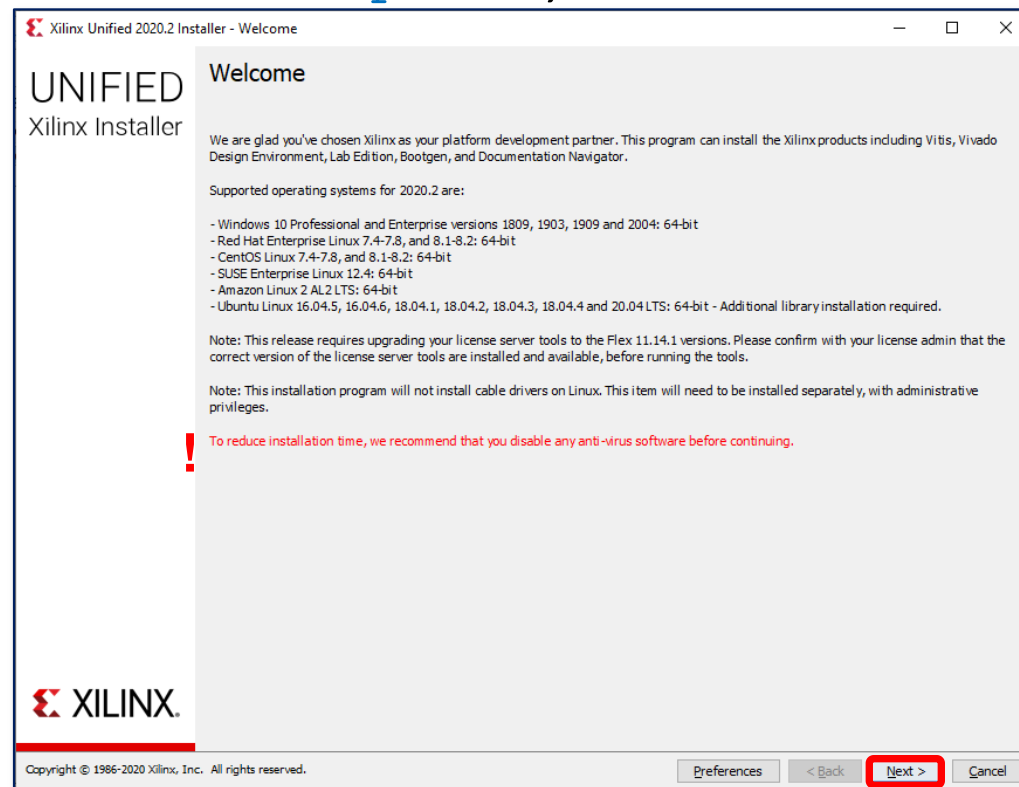 Xilinx Unified 2020.2 Installer - Welcome
UNIFIED
Xilinx Installer
Welcome
We are glad you've chosen Xilinx as your platform development partner. This program can install the Xilinx products including Vitis, Vivado
Design Environment, Lab Edition, Bootgen, and Documentation Navigator.
Supported operating systems for 2020.2 are:
- Windows 10 Professional and Enterprise versions 1809, 1903, 1909 and 2004: 64-bit
- Red Hat Enterprise Linux 7.4-7.8, and 8.1-8.2: 64-bit
- CentOS Linux 7.4-7.8, and 8.1-8.2: 64-bit
- SUSE Enterprise Linux 12.4: 64-bit
- Amazon Linux 2 AL2 LTS: 64-bit
- Ubuntu Linux 16.04.5, 16.04.6, 18.04.1, 18.04.2, 18.04.3, 18.04.4 and 20.04 LTS: 64-bit - Additional library installation required.
Note: This release requires upgrading your license server tools to the Flex 11.14.1 versions. Please confirm with your license admin that the
correct version of the license server tools are installed and available, before running the tools.
Note: This installation program will not install cable drivers on Linux. This item will need to be installed separately, with administrative
privileges.
! To reduce installation time, we recommend that you disable any anti-virus software before continuing.
XILINX.
Copyright © 1986-2020 Xilinx, Inc. All rights reserved.
Preferences < Back Next > Cancel